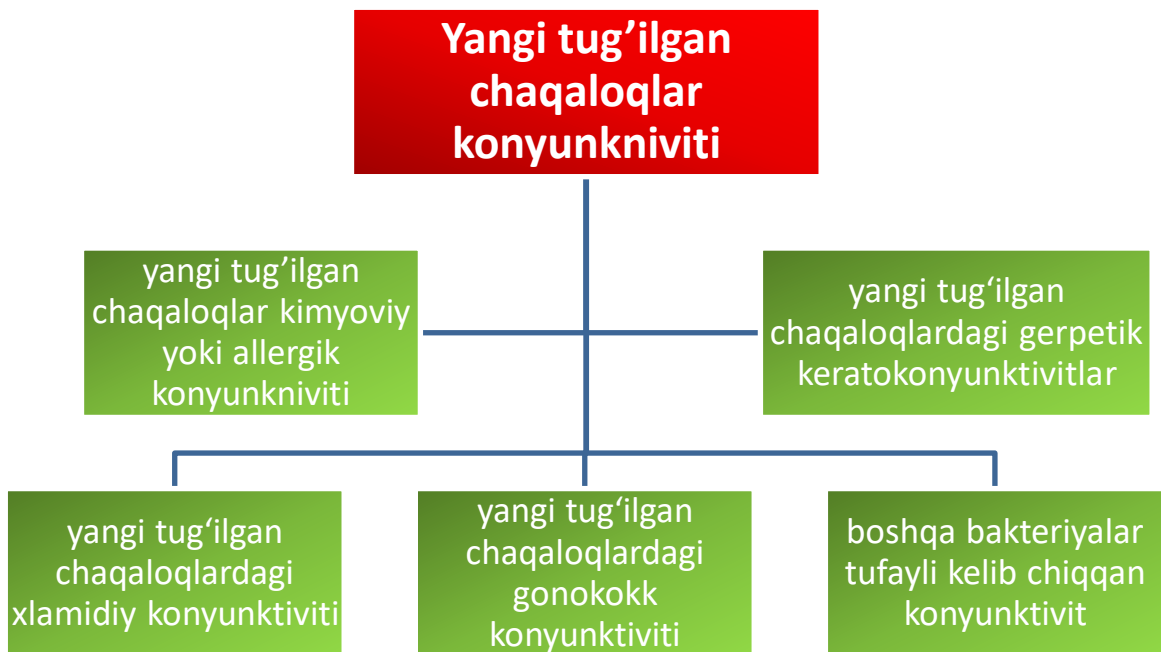 Yangi tug’ilgan
chaqaloqlar
konyunkniviti
yangi tug’ilgan
chaqaloqlar kimyoviy
yoki allergik
konyunkniviti
yangi tug‘ilgan
chaqaloqlardagi gerpetik
keratokonyunktivitlar
yangi tug‘ilgan
chaqaloqlardagi
xlamidiy konyunktiviti
yangi tug‘ilgan
chaqaloqlardagi
gonokokk
konyunktiviti
boshqa bakteriyalar
tufayli kelib chiqqan
konyunktivit